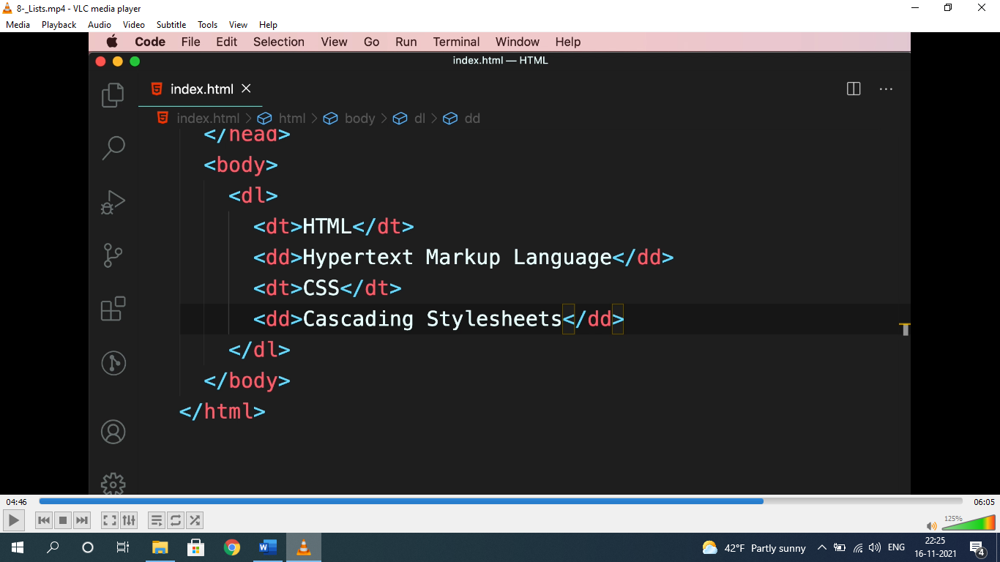 8-_Lists.mp4 - VLC media player
Media Playback Audio Video Subtitle Tools View Help
Code File Edit Selection View Go Run Terminal Window Help
index.html — HTML
index.html
index.html > html > body > dl > dd
</head>
<body>
<dl>
<dt>HTML</dt>
<dd>Hypertext Markup Language</dd>
<dt>CSS</dt>
<dd>Cascading Stylesheets</dd>
</dl>
</body>
</html>
04:46 06:05
125%
42°F Partly sunny ENG 22:25
16-11-2021 4